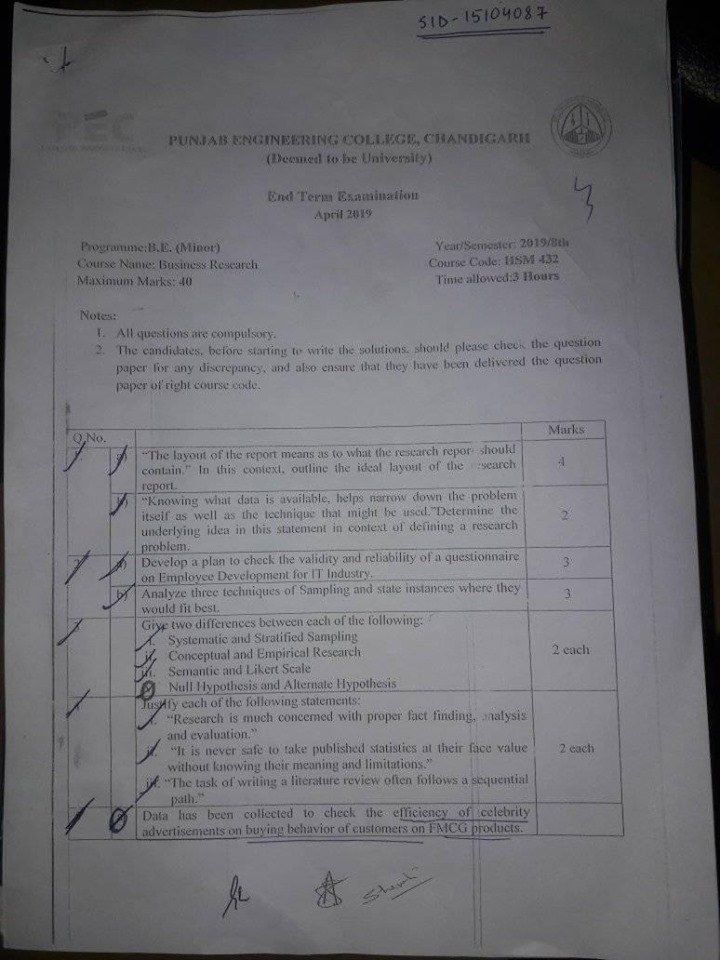 SID-15104087
PUNJAB ENGINEERING COLLEGE, CHANDIGARH
(Deemed to be University)
End Term Examination
April 2019
Programme:B.E. (Minor)
Year/Semester: 2019/8th
Course Name: Business Research
Course Code: HSM 432
Maximum Marks: 40
Time allowed:3 Hours
Notes:
1. All questions are compulsory.
2. The candidates, before starting to write the solutions, should please check the question
paper for any discrepancy, and also ensure that they have been delivered the question
paper of right course code.
Q.No.
Marks
"The layout of the report means as to what the research report should
contain." In this context, outline the ideal layout of the research
report.
4
b) "Knowing what data is available, helps narrow down the problem
itself as well as the technique that might be used."Determine the
underlying idea in this statement in context of defining a research
problem.
2
a) Develop a plan to check the validity and reliability of a questionnaire
on Employee Development for IT Industry.
3
b) Analyze three techniques of Sampling and state instances where they
would fit best.
3
Give two differences between each of the following:
i. Systematic and Stratified Sampling
ii. Conceptual and Empirical Research
iii. Semantic and Likert Scale
Null Hypothesis and Alternate Hypothesis
2 each
Justify each of the following statements:
i. "Research is much concerned with proper fact finding, analysis
and evaluation."
ii. "It is never safe to take published statistics at their face value
without knowing their meaning and limitations."
iii. "The task of writing a literature review often follows a sequential
path."
2 each
Data has been collected to check the efficiency of celebrity
advertisements on buying behavior of customers on FMCG products.